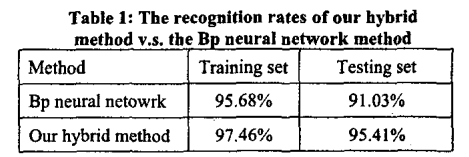 Table 1: The recognition rates of our hybrid
method v.s. the Bp neural network method
Method Training set Testing set
Bp neural netowrk 95.68% 91.03%
Our hybrid method 97.46% 95.41%